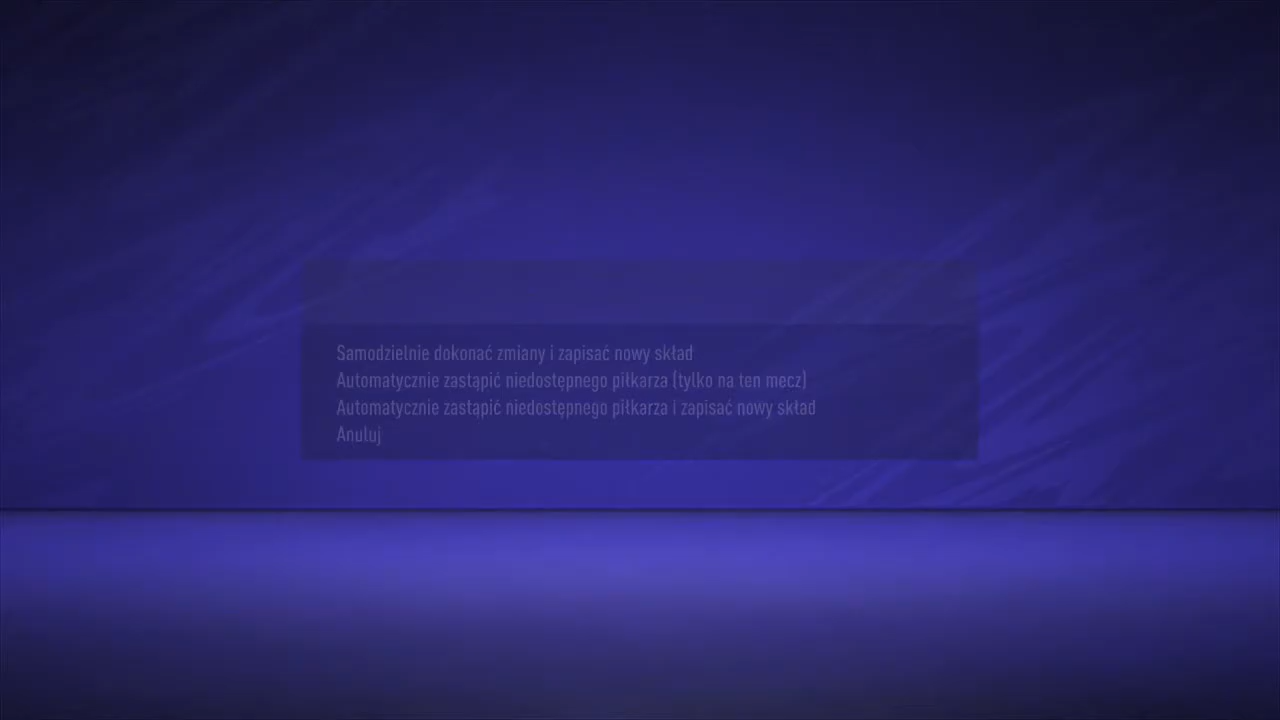 Samodzielnie dokonać zmiany i zapisać nowy skład
Automatycznie zastąpić niedostępnego piłkarza (tylko na ten mecz)
Automatycznie zastąpić niedostępnego piłkarza i zapisać nowy skład
Anuluj